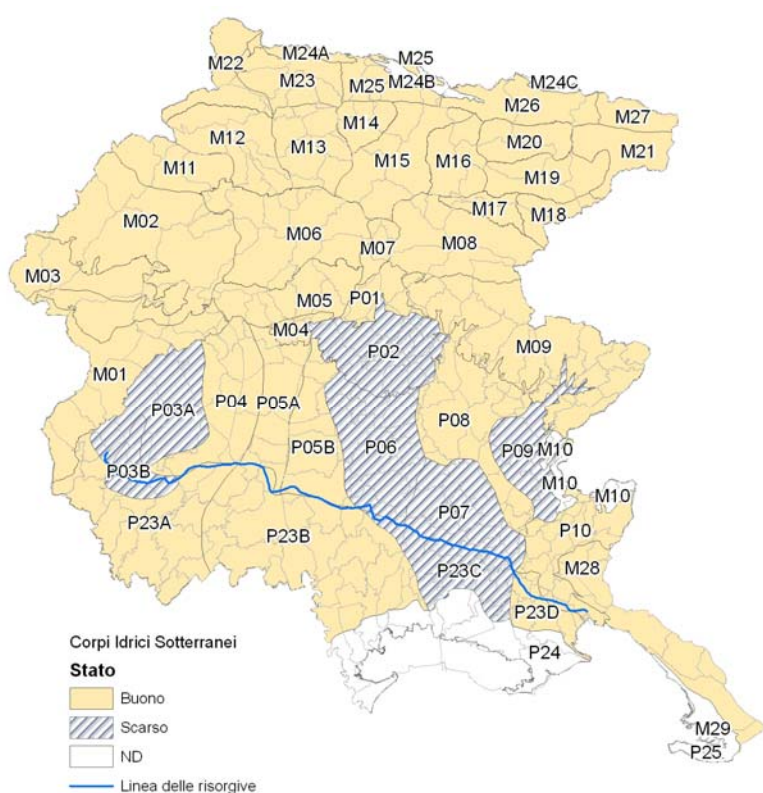 M25
M24A
M22
M23
M25
M24B
M24C
M26
M27
M12
M14
M13
M20
M21
M11
M15
M16
M19
M02
M17
M18
M06
M07
M08
M03
M05
P01
M04
P02
M09
M01
P03A
P04
P05A
P08
P05B
P06
P09
M10
P03B
M10
M10
P23A
P07
P10
P23B
P23C
M28
P23D
P24
M29
P25
Corpi Idrici Sotterranei
Stato
Buono
Scarso
ND
Linea delle risorgive